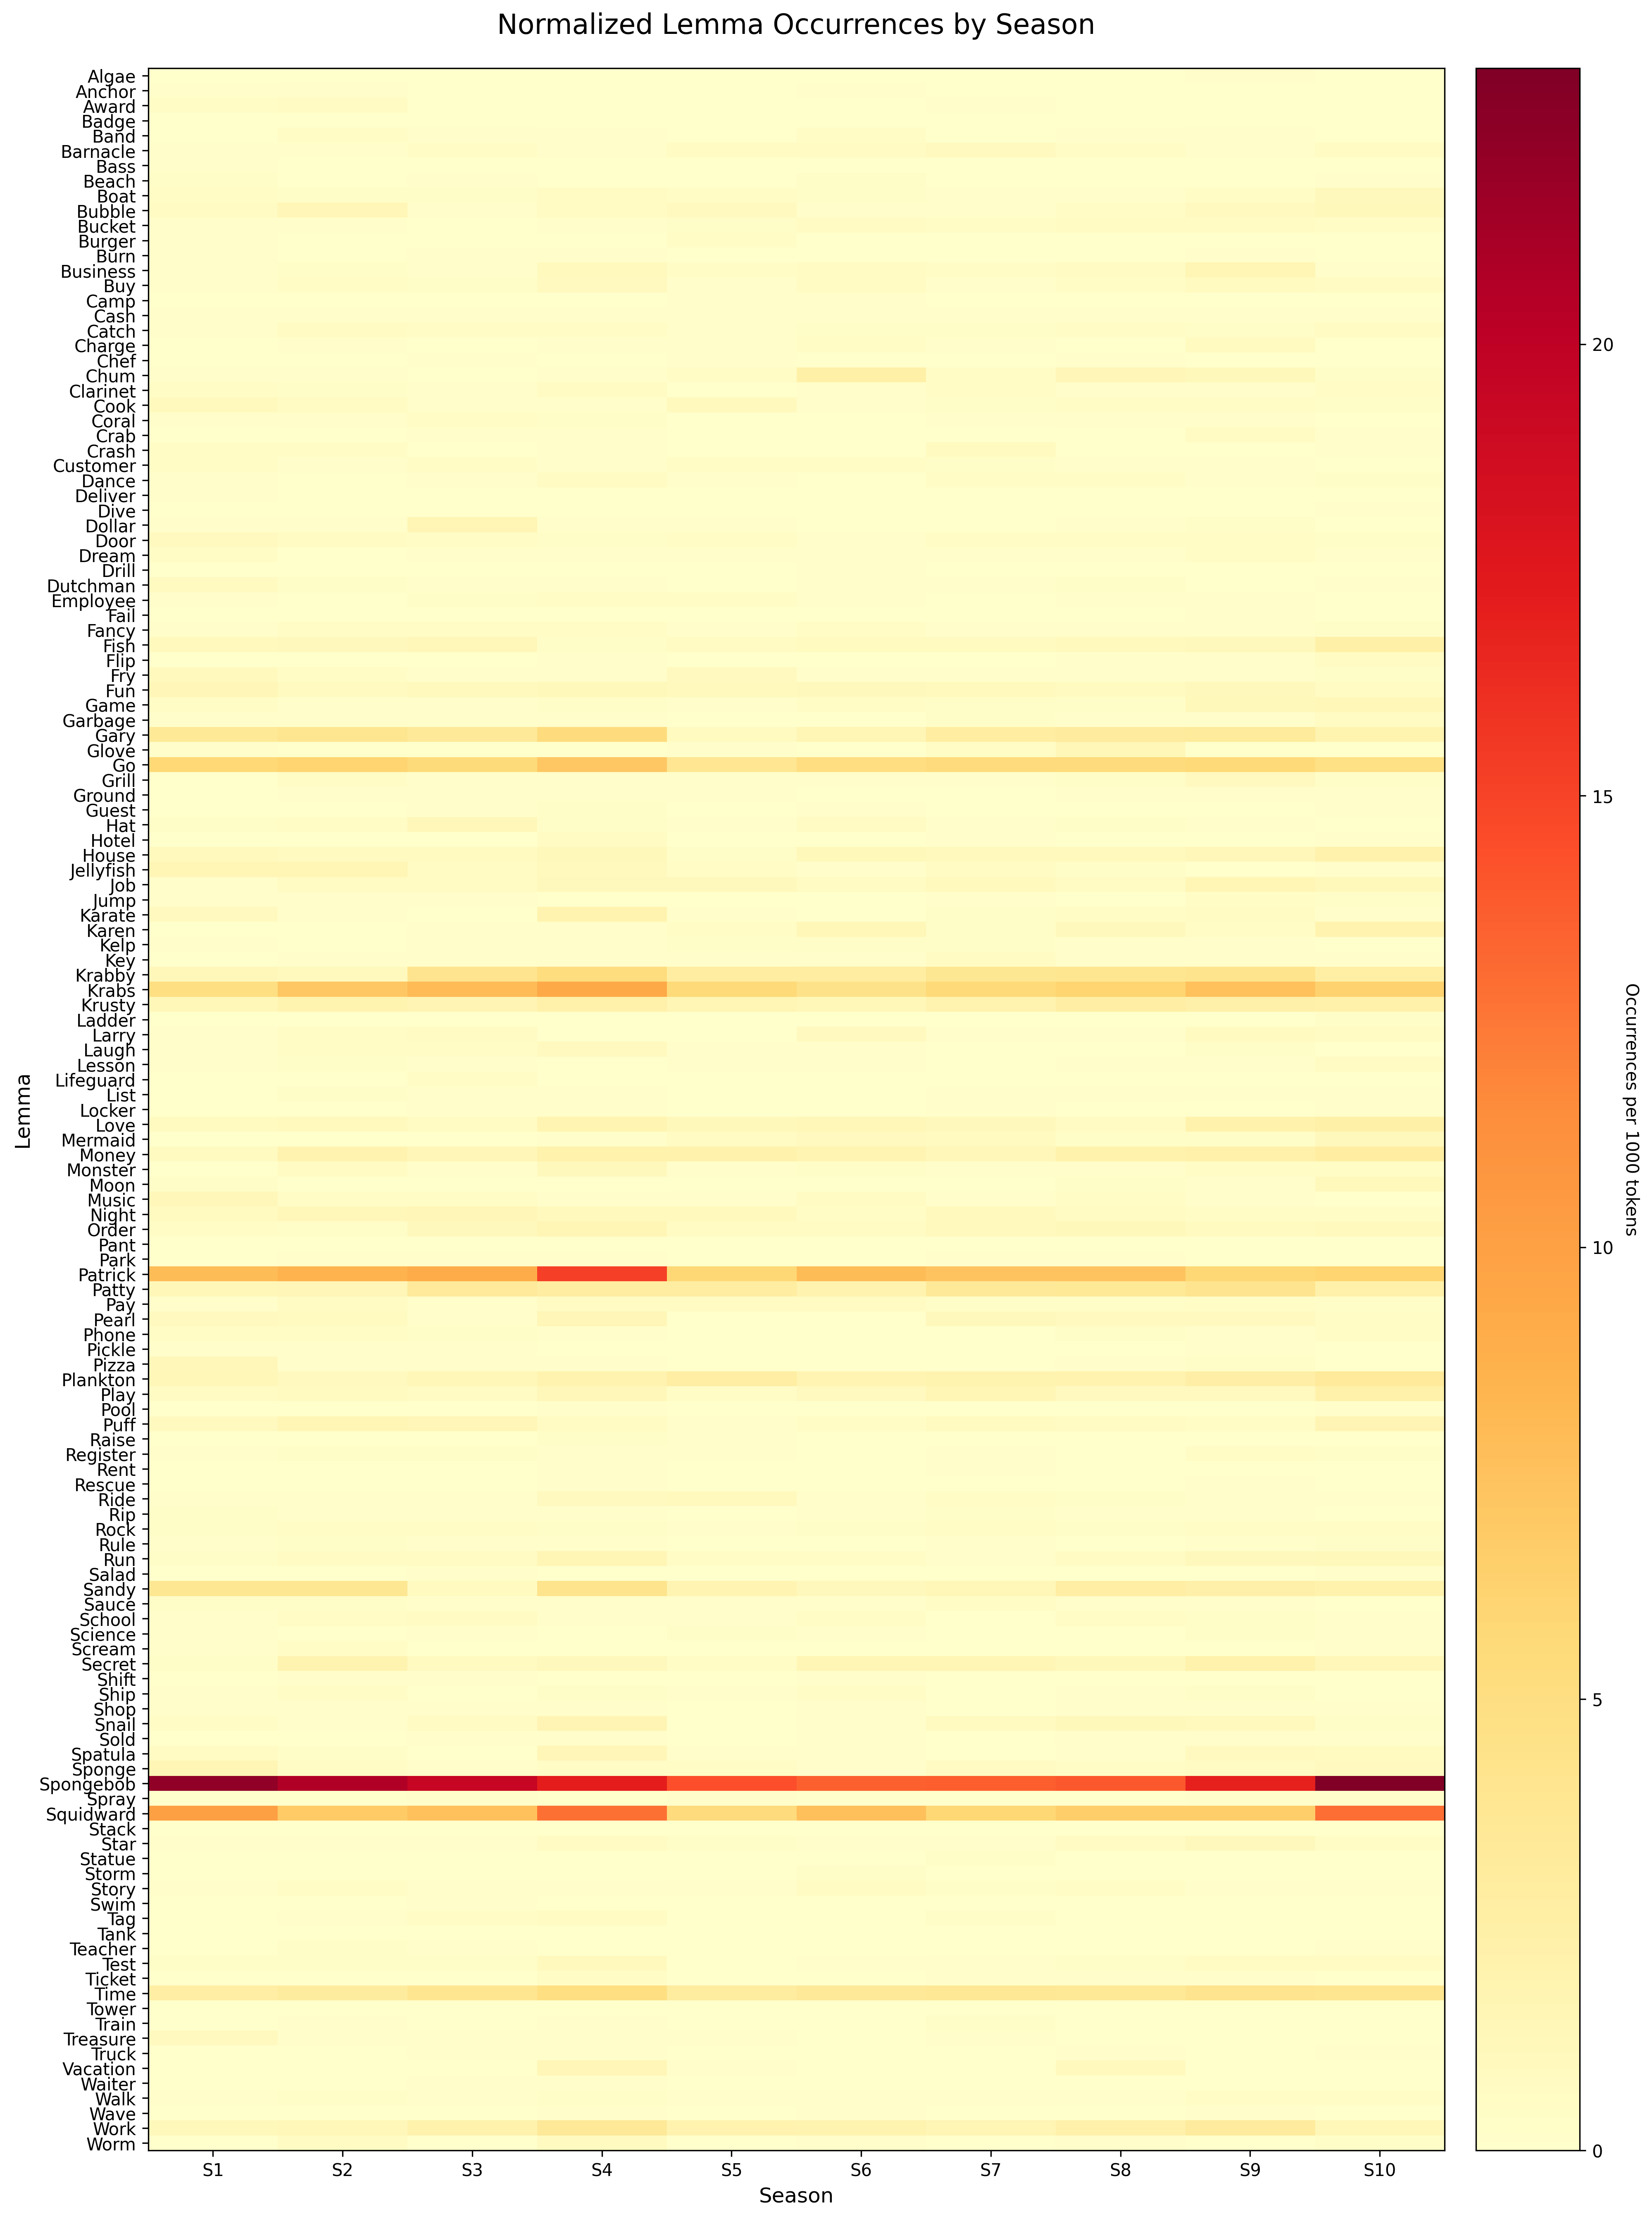 Normalized Lemma Occurrences by Season
Algae
Anchor
Award
Badge
Band
Barnacle
Bass
Beach
Boat
Bubble
Bucket
Burger
Burn
Business
Buy
Camp
Cash
Catch
Charge
Chef
Chum
Clarinet
Cook
Coral
Crab
Crash
Customer
Dance
Deliver
Dive
Dollar
Door
Dream
Drill
Dutchman
Employee
Fail
Fancy
Fish
Flip
Fry
Fun
Game
Garbage
Gary
Glove
Go
Grill
Ground
Guest
Hat
Hotel
House
Jellyfish
Job
Jump
Karate
Karen
Kelp
Key
Krabby
Krabs
Krusty
Ladder
Larry
Laugh
Lesson
Lifeguard
List
Locker
Love
Mermaid
Money
Monster
Moon
Music
Night
Order
Pant
Park
Patrick
Patty
Pay
Pearl
Phone
Pickle
Pizza
Plankton
Play
Pool
Puff
Raise
Register
Rent
Rescue
Ride
Rip
Rock
Rule
Run
Salad
Sandy
Sauce
School
Science
Scream
Secret
Shift
Ship
Shop
Snail
Sold
Spatula
Sponge
Spongebob
Spray
Squidward
Stack
Star
Statue
Storm
Story
Swim
Tag
Tank
Teacher
Test
Ticket
Time
Tower
Train
Treasure
Truck
Vacation
Waiter
Walk
Wave
Work
Worm
Lemma
S1 S2 S3 S4 S5 S6 S7 S8 S9 S10
Season
20
15
10
5
0
Occurrences per 1000 tokens